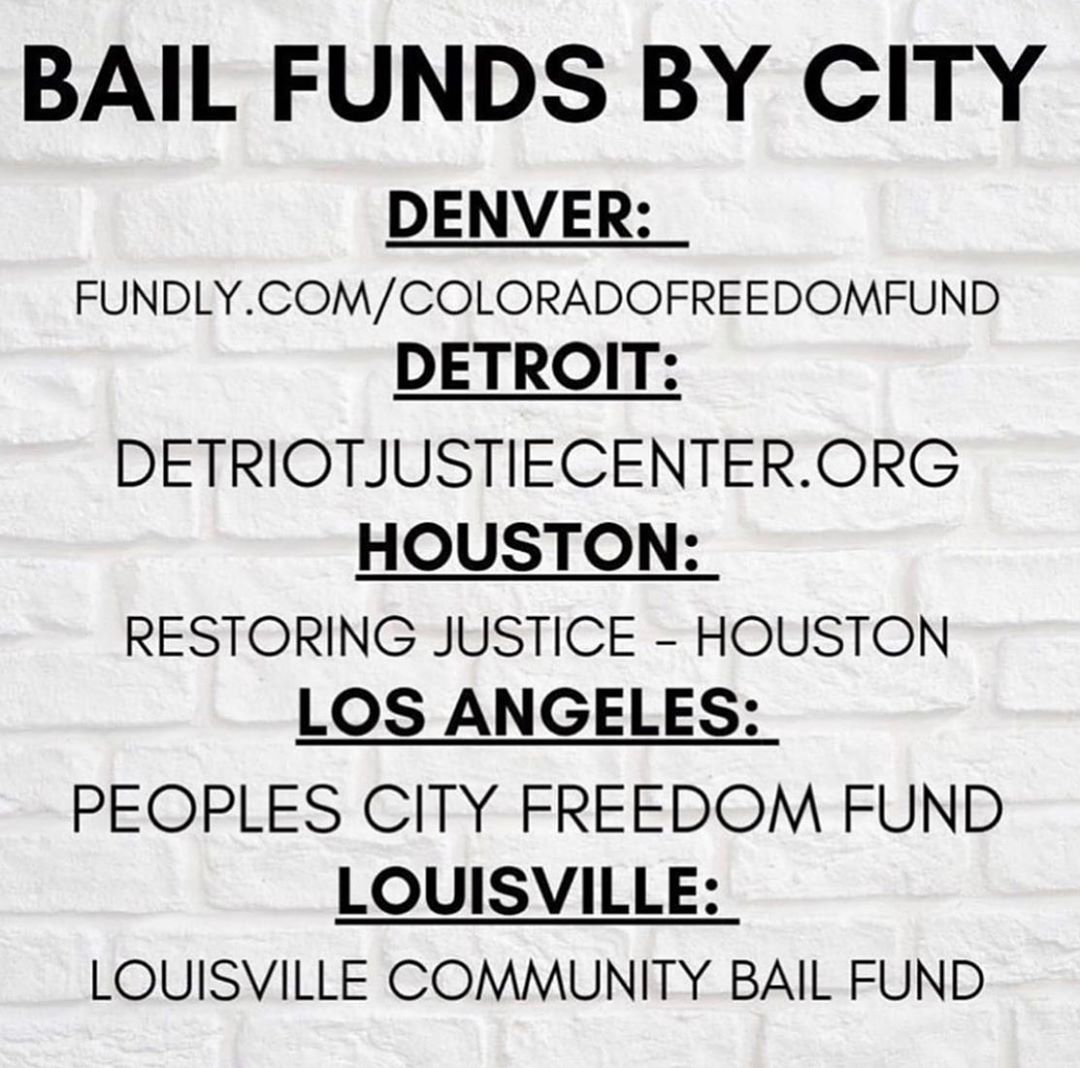 BAIL FUNDS BY CITY
DENVER:
FUNDLY.COM/COLORADOFREEDOMFUND
DETROIT:
DETRIOTJUSTIECENTER.ORG
HOUSTON:
RESTORING JUSTICE - HOUSTON
LOS ANGELES:
PEOPLES CITY FREEDOM FUND
LOUISVILLE:
LOUISVILLE COMMUNITY BAIL FUND